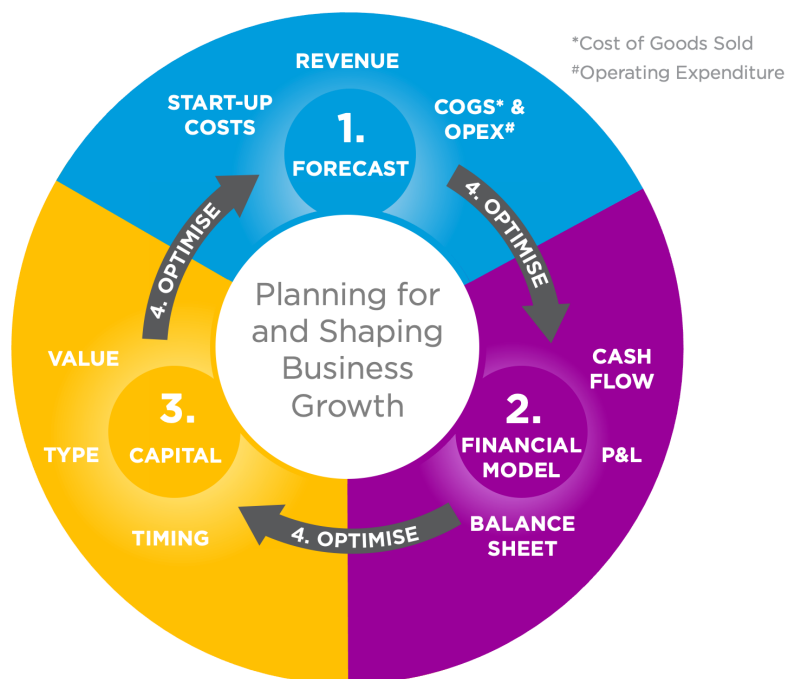 *Cost of Goods Sold
#Operating Expenditure
REVENUE
START-UP
COSTS
COGS* &
OPEX#
1.
FORECAST
4. OPTIMISE
4. OPTIMISE
Planning for
and Shaping
Business
Growth
VALUE
TYPE
TIMING
3.
CAPITAL
2.
FINANCIAL
MODEL
CASH
FLOW
P&L
BALANCE
SHEET
4. OPTIMISE